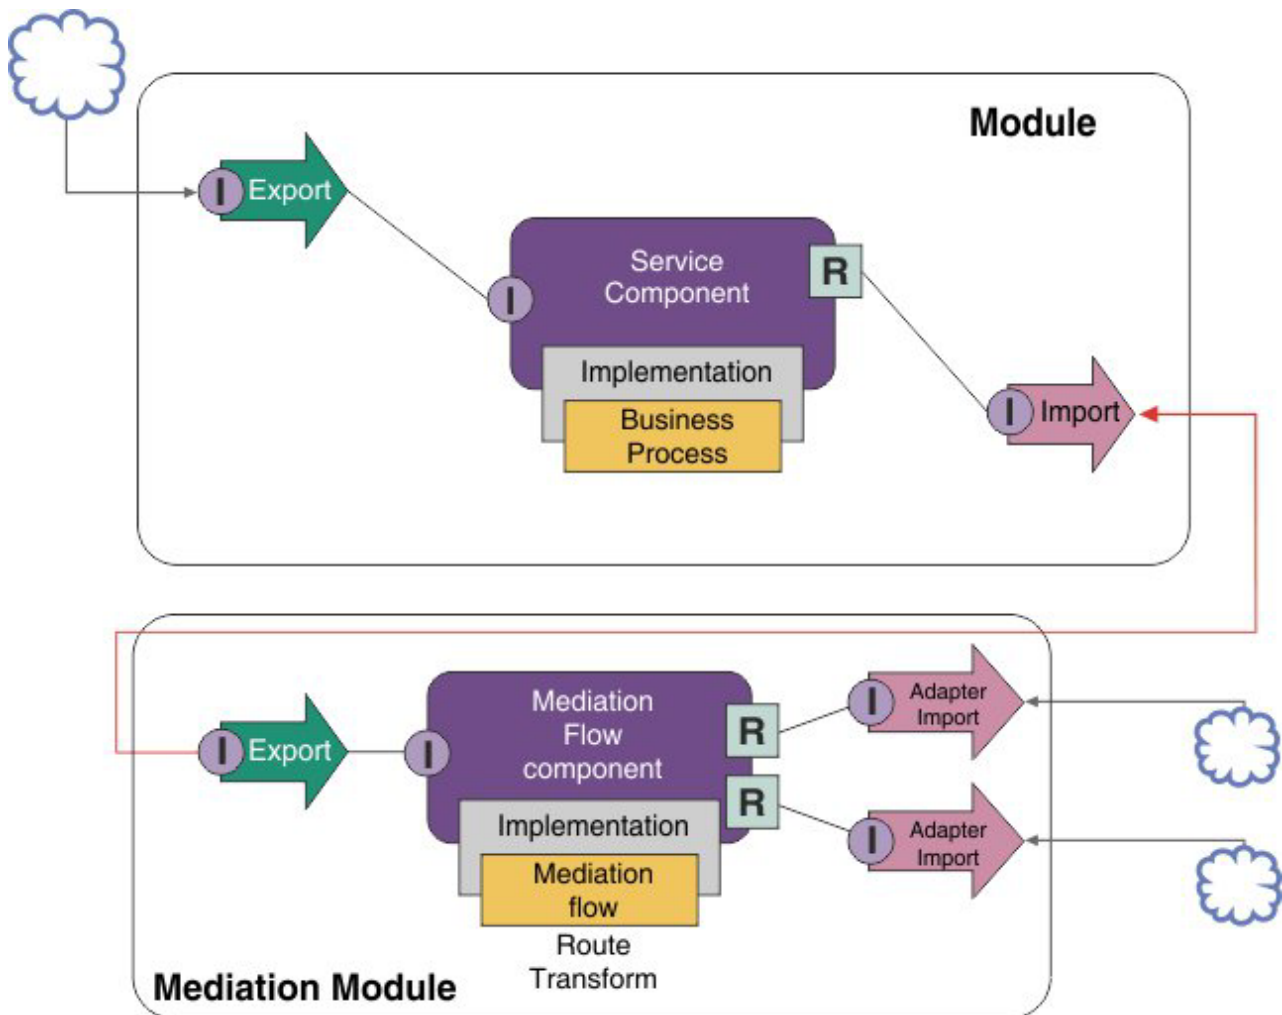 Module
I
Export
Service
Component
R
I
Implementation
Business
Process
I
Import
Mediation
Flow
component
I
Export
I
R
R
I
Adapter
Import
I
Adapter
Import
Implementation
Mediation
flow
Route
Transform
Mediation Module